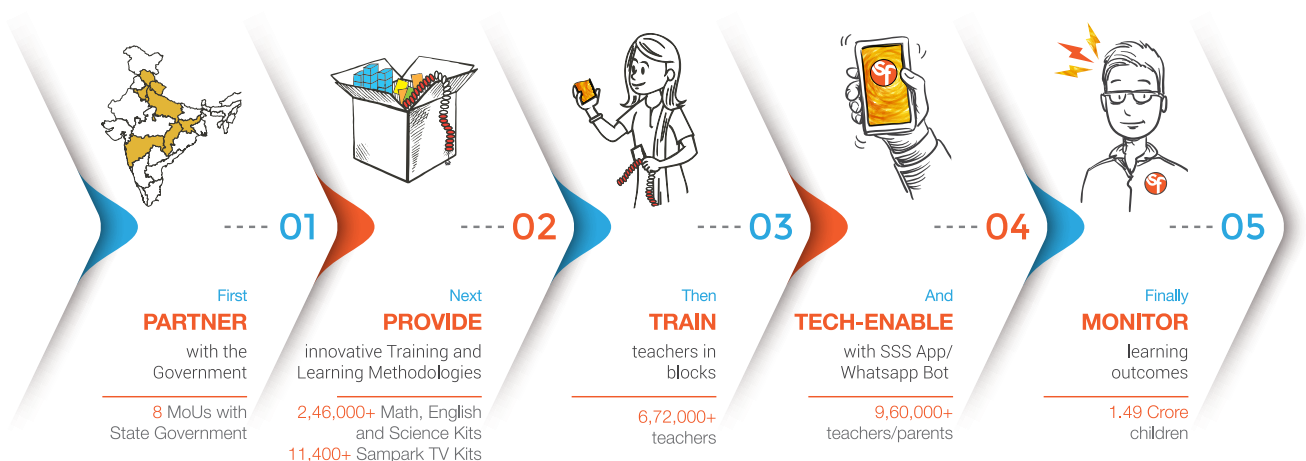 01
First
PARTNER
with the
Government
8 MoUs with
State Government
02
Next
PROVIDE
innovative Training and
Learning Methodologies
2,46,000+ Math, English
and Science Kits
11,400+ Sampark TV Kits
03
Then
TRAIN
teachers in
blocks
6,72,000+
teachers
sf
04
And
TECH-ENABLE
with SSS App/
Whatsapp Bot
9,60,000+
teachers/parents
sf
05
Finally
MONITOR
learning
outcomes
1.49 Crore
children